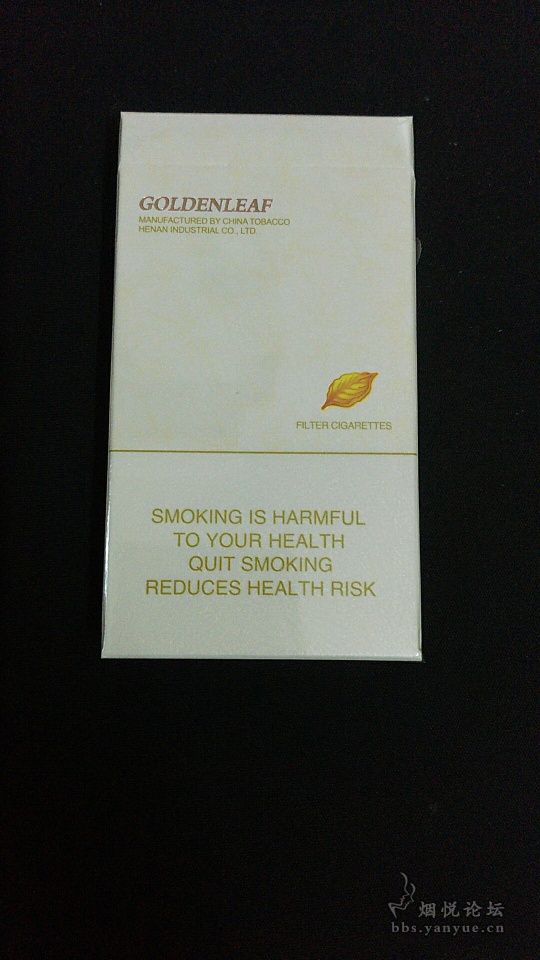 GOLDENLEAF
MANUFACTURED BY CHINA TOBACCO
HENAN INDUSTRIAL CO., LTD.
FILTER CIGARETTES
SMOKING IS HARMFUL
TO YOUR HEALTH
QUIT SMOKING
REDUCES HEALTH RISK
烟悦论坛
bbs.yanyue.cn